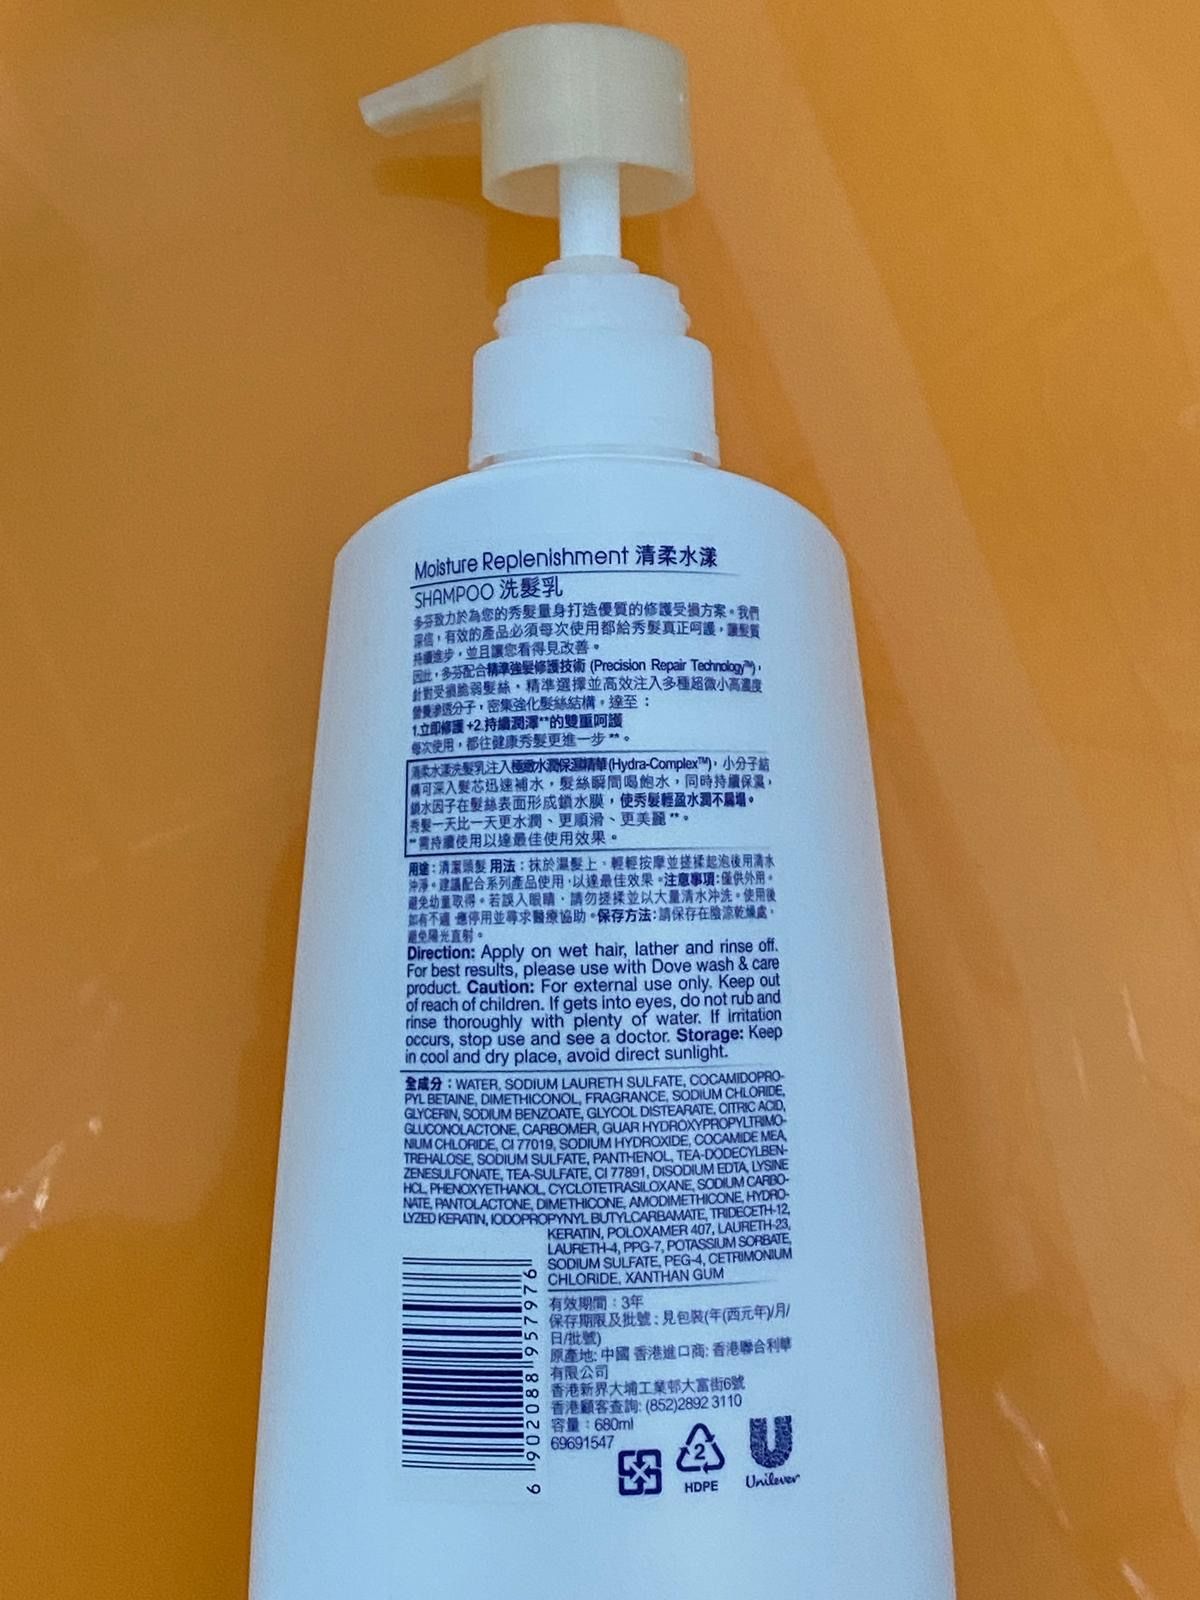 Moisture Replenishment 清柔水漾
SHAMPOO 洗髮乳
多芬致力於為您的秀髮量身打造優質的修護受損方案。我們
深信，有效的產品必須每次使用都給秀髮真正呵護，讓髮質
持續進步，並且讓您看得見改善。
因此，多芬配合精準強髮修護技術 (Precision Repair Technology™)，
針對受損脆弱髮絲，精準選擇並高效注入多種超微小高濃度
營養滲透分子，密集強化髮絲結構，達至：
1.立即修護 +2.持續潤澤**的雙重呵護
每次使用，都往健康秀髮更進一步**。
清柔水漾洗髮乳注入極緻水潤保濕精華(Hydra-Complex™)，小分子結
構可深入髮芯迅速補水，髮絲瞬間喝飽水，同時持續保濕，
鎖水因子在髮絲表面形成鎖水膜，使秀髮輕盈水潤不扁塌。
秀髮一天比一天更水潤、更順滑、更美麗**。
**需持續使用以達最佳使用效果。
用途：清潔頭髮 用法：抹於濕髮上，輕輕按摩並搓揉起泡後用清水
沖淨。建議配合系列產品使用，以達最佳效果。注意事項：僅供外用。
避免幼童取得。若誤入眼睛，請勿搓揉並以大量清水沖洗。使用後
如有不適，應停用並尋求醫療協助。保存方法：請保存在陰涼乾燥處，
避免陽光直射。
Direction: Apply on wet hair, lather and rinse off.
For best results, please use with Dove wash & care
product. Caution: For external use only. Keep out
of reach of children. If gets into eyes, do not rub and
rinse thoroughly with plenty of water. If irritation
occurs, stop use and see a doctor. Storage: Keep
in cool and dry place, avoid direct sunlight.
全成分：WATER, SODIUM LAURETH SULFATE, COCAMIDOPRO-
PYL BETAINE, DIMETHICONOL, FRAGRANCE, SODIUM CHLORIDE,
GLYCERIN, SODIUM BENZOATE, GLYCOL DISTEARATE, CITRIC ACID,
GLUCONOLACTONE, CARBOMER, GUAR HYDROXYPROPYLTRIMO-
NIUM CHLORIDE, CI 77019, SODIUM HYDROXIDE, COCAMIDE MEA,
TREHALOSE, SODIUM SULFATE, PANTHENOL, TEA-DODECYLBEN-
ZENESULFONATE, TEA-SULFATE, CI 77891, DISODIUM EDTA, LYSINE
HCL, PHENOXYETHANOL, CYCLOTETRASILOXANE, SODIUM CARBO-
NATE, PANTOLACTONE, DIMETHICONE, AMODIMETHICONE, HYDRO-
LYZED KERATIN, IODOPROPYNYL BUTYLCARBAMATE, TRIDECETH-12,
KERATIN, POLOXAMER 407, LAURETH-23,
LAURETH-4, PPG-7, POTASSIUM SORBATE,
SODIUM SULFATE, PEG-4, CETRIMONIUM
CHLORIDE, XANTHAN GUM
有效期間：3年
保存期限及批號：見包裝(年(西元年)/月/
日/批號)
原產地: 中國 香港進口商: 香港聯合利華
有限公司
香港新界大埔工業邨大富街6號
香港顧客查詢: (852)2892 3110
容量：680ml
69691547
6 902088 957976
2
HDPE
Unilever